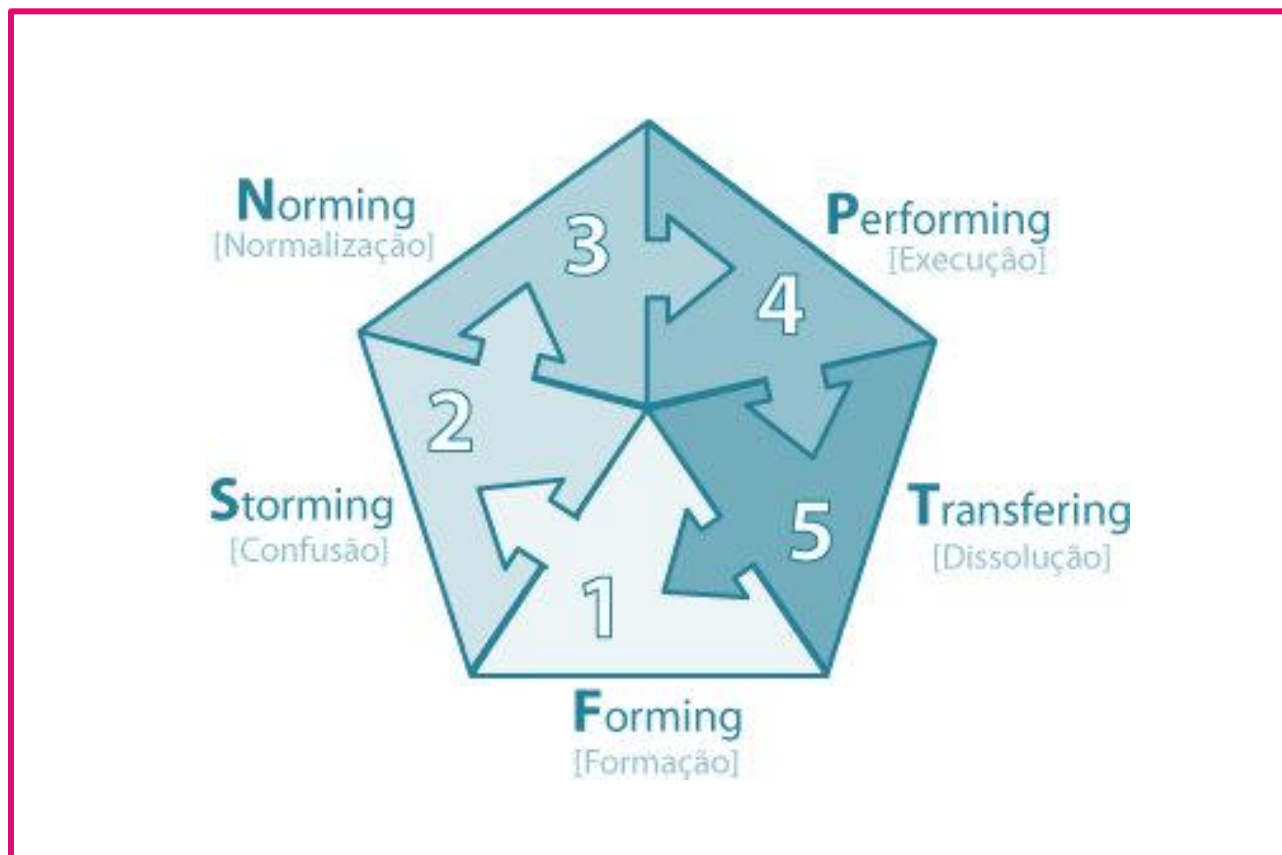 Norming
[Normalização]
3
Performing
[Execução]
4
2
Storming
[Confusão]
5
Transfering
[Dissolução]
1
Forming
[Formação]